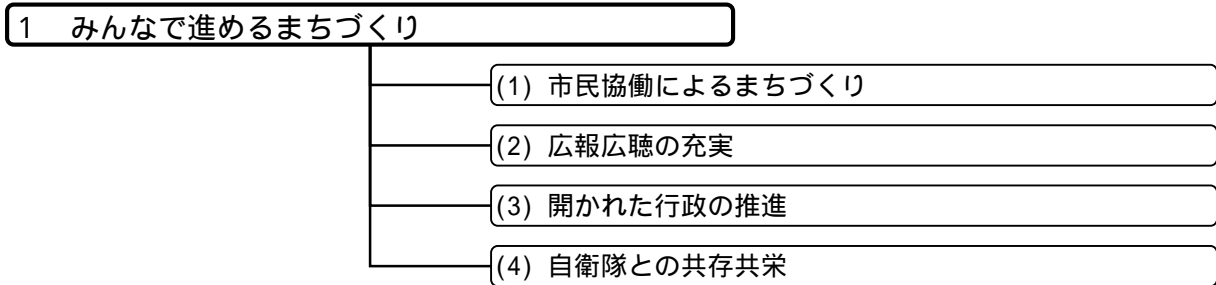 1 みんなで進めるまちづくり
(1) 市民協働によるまちづくり
(2) 広報広聴の充実
(3) 開かれた行政の推進
(4) 自衛隊との共存共栄